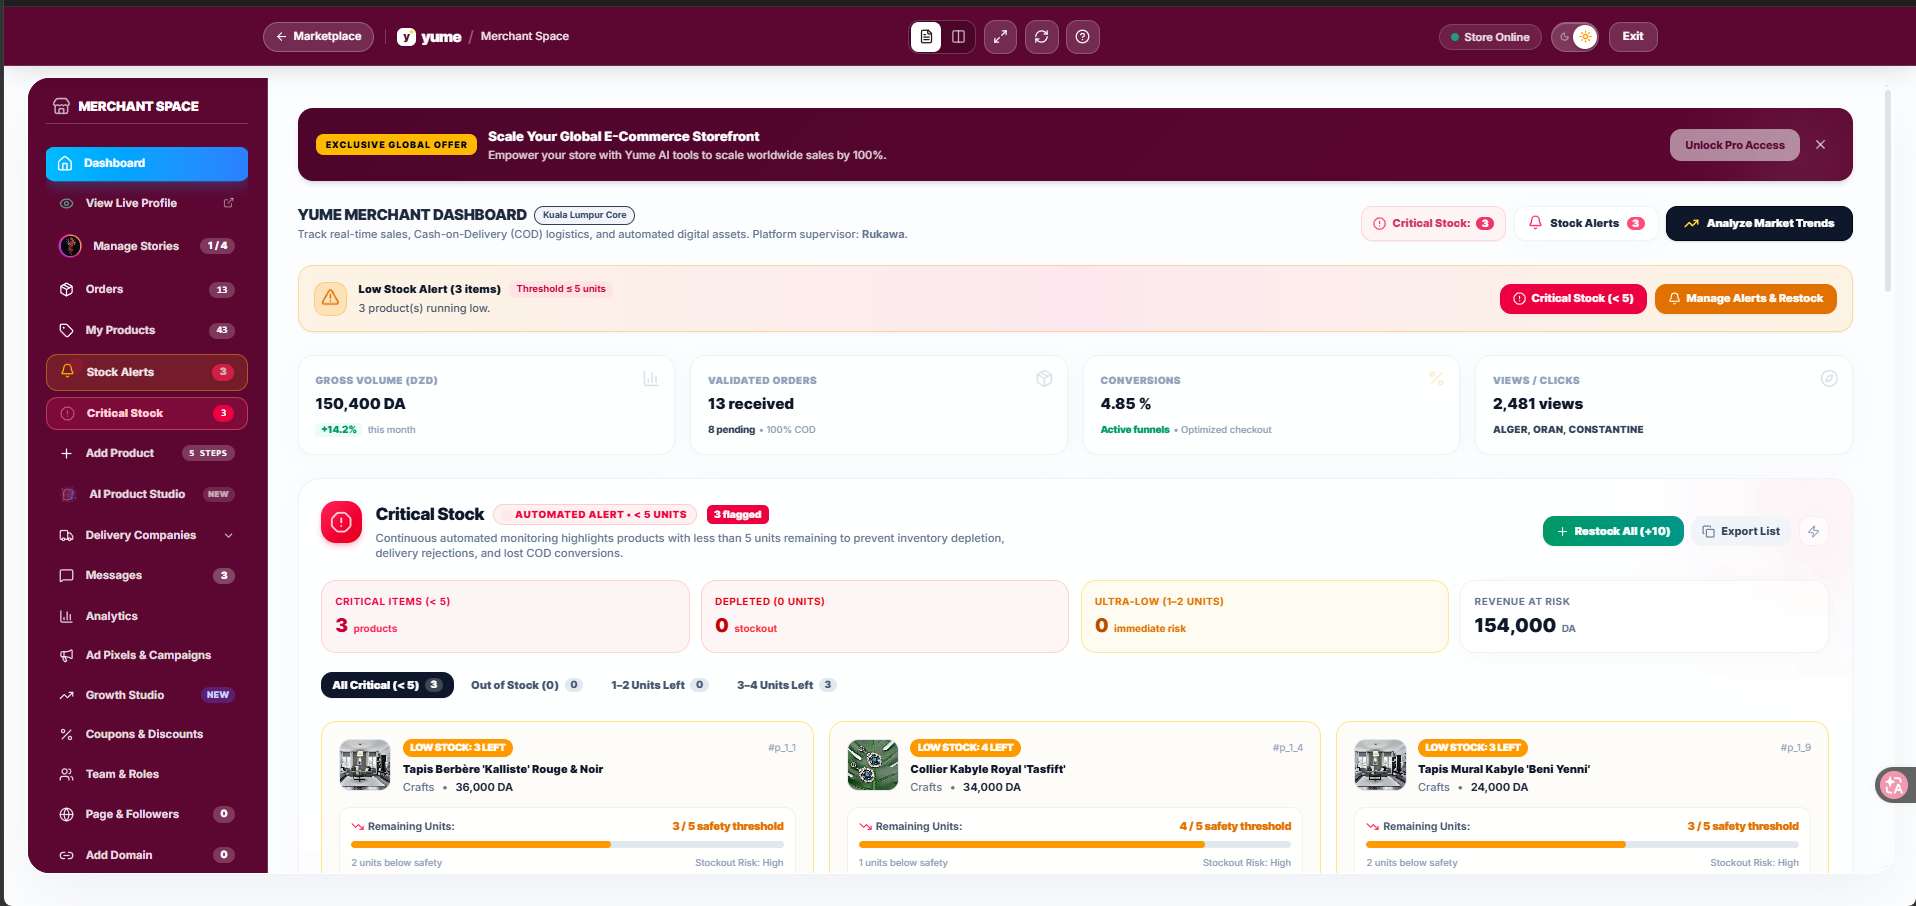 Marketplace
yume / Merchant Space
Store Online
Exit
MERCHANT SPACE
Dashboard
View Live Profile
Manage Stories 1/4
Orders 13
My Products 43
Stock Alerts 3
Critical Stock 3
Add Product 5 STEPS
AI Product Studio NEW
Delivery Companies
Messages 3
Analytics
Ad Pixels & Campaigns
Growth Studio NEW
Coupons & Discounts
Team & Roles
Page & Followers 0
Add Domain 0
EXCLUSIVE GLOBAL OFFER
Scale Your Global E-Commerce Storefront
Empower your store with Yume AI tools to scale worldwide sales by 100%.
Unlock Pro Access
YUME MERCHANT DASHBOARD Kuala Lumpur Core
Track real-time sales, Cash-on-Delivery (COD) logistics, and automated digital assets. Platform supervisor: Rukawa.
Critical Stock: 3
Stock Alerts 3
Analyze Market Trends
Low Stock Alert (3 items) Threshold ≤ 5 units
3 product(s) running low.
Critical Stock (< 5)
Manage Alerts & Restock
GROSS VOLUME (DZD)
150,400 DA
+14.2% this month
VALIDATED ORDERS
13 received
8 pending • 100% COD
CONVERSIONS
4.85 %
Active funnels • Optimized checkout
VIEWS / CLICKS
2,481 views
ALGER, ORAN, CONSTANTINE
Critical Stock AUTOMATED ALERT • < 5 UNITS 3 flagged
Continuous automated monitoring highlights products with less than 5 units remaining to prevent inventory depletion,
delivery rejections, and lost COD conversions.
Restock All (+10)
Export List
CRITICAL ITEMS (< 5)
3 products
DEPLETED (0 UNITS)
0 stockout
ULTRA-LOW (1–2 UNITS)
0 immediate risk
REVENUE AT RISK
154,000 DA
All Critical (< 5) 3
Out of Stock (0) 0
1–2 Units Left 0
3–4 Units Left 3
LOW STOCK: 3 LEFT #p_1_1
Tapis Berbère 'Kalliste' Rouge & Noir
Crafts • 36,000 DA
Remaining Units: 3 / 5 safety threshold
2 units below safety Stockout Risk: High
LOW STOCK: 4 LEFT #p_1_4
Collier Kabyle Royal 'Tasfift'
Crafts • 34,000 DA
Remaining Units: 4 / 5 safety threshold
1 units below safety Stockout Risk: High
LOW STOCK: 3 LEFT #p_1_9
Tapis Mural Kabyle 'Beni Yenni'
Crafts • 24,000 DA
Remaining Units: 3 / 5 safety threshold
2 units below safety Stockout Risk: High